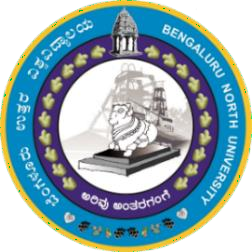 ಬೆಂಗಳೂರು ಉತ್ತರ ವಿಶ್ವವಿದ್ಯಾಲಯ
BENGALURU NORTH UNIVERSITY
ಅರಿವು ಅಂತರಗಂಗೆ